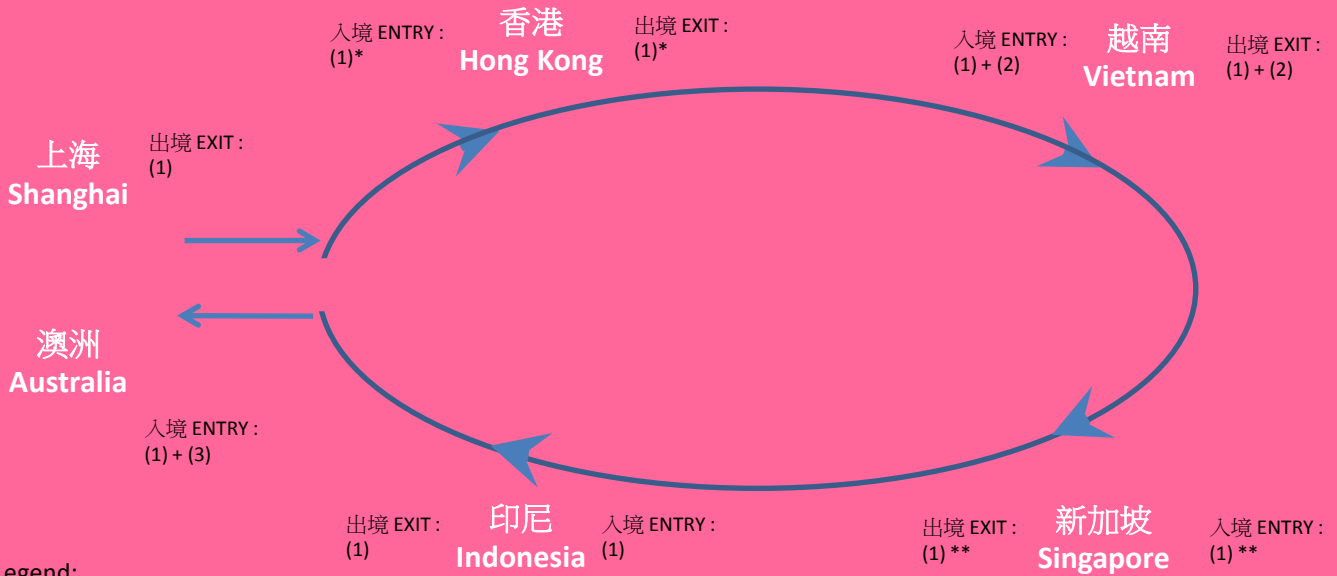 入境 ENTRY :
(1)*
香港
Hong Kong
出境 EXIT :
(1)*
入境 ENTRY :
(1) + (2)
越南
Vietnam
出境 EXIT :
(1) + (2)
上海
Shanghai
出境 EXIT :
(1)
澳洲
Australia
入境 ENTRY :
(1) + (3)
出境 EXIT :
(1)
印尼
Indonesia
入境 ENTRY :
(1)
出境 EXIT :
(1) **
新加坡
Singapore
入境 ENTRY :
(1) **
egend: